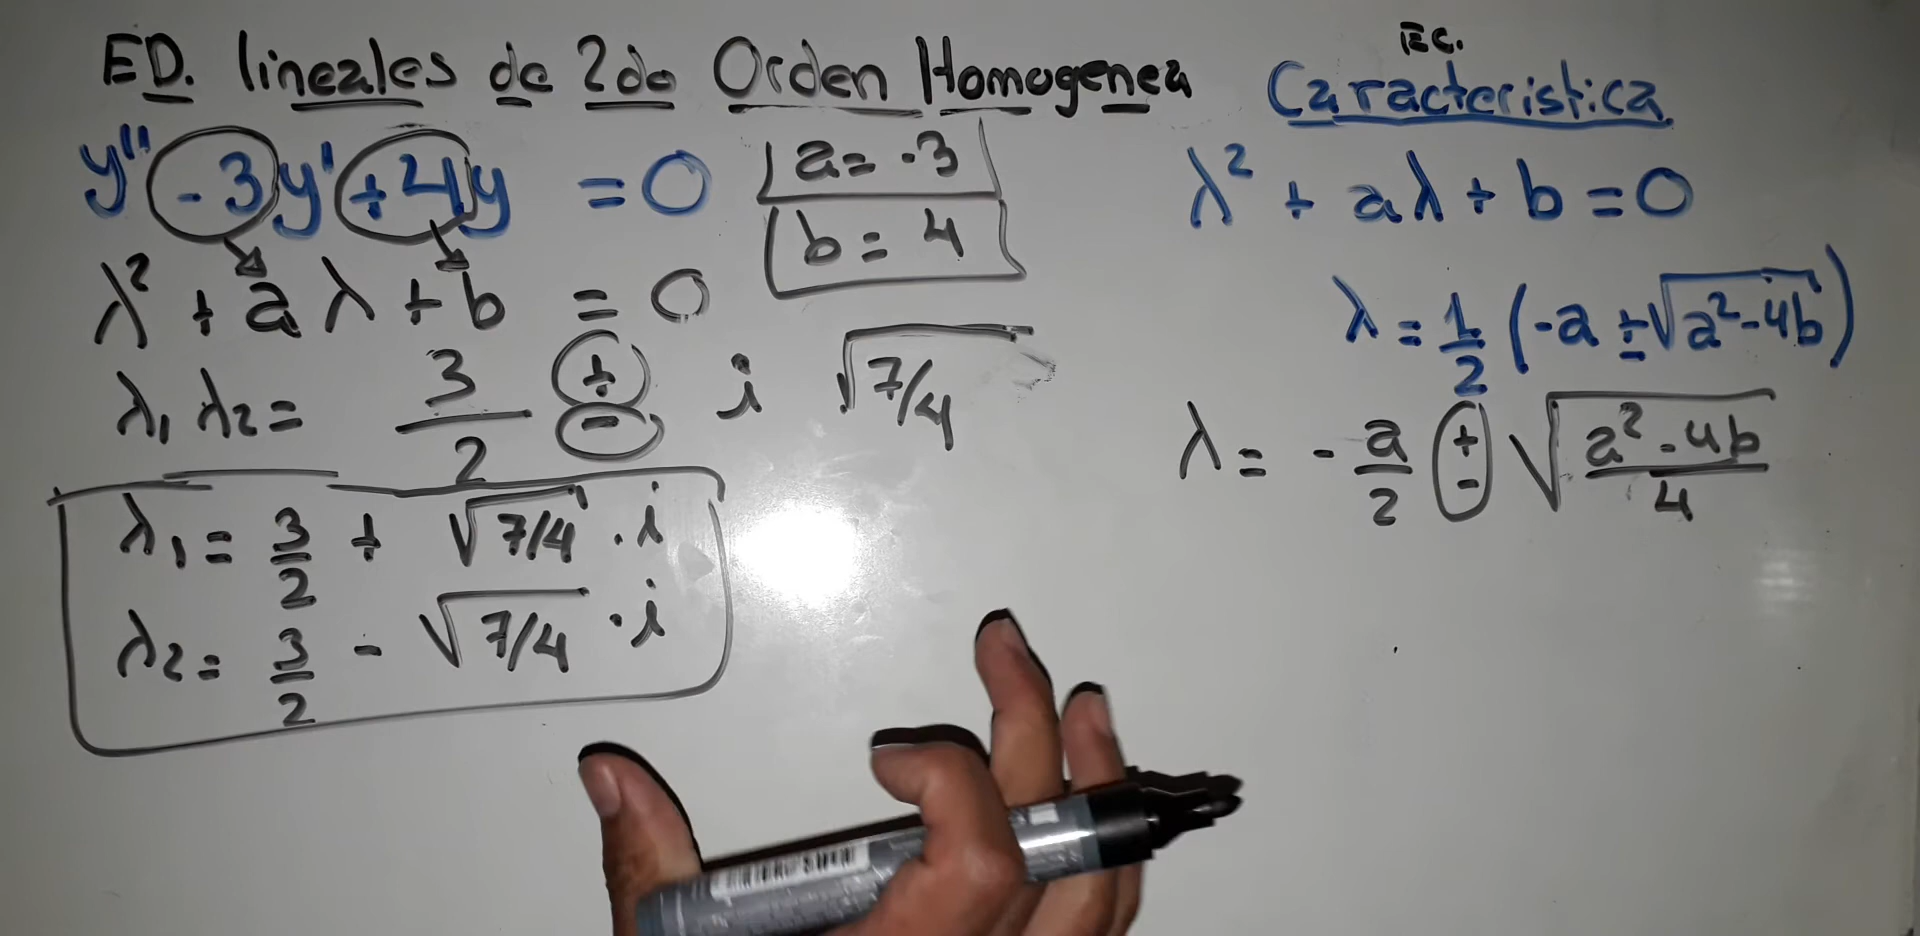 ED. lineales de 2do Orden Homogenea
y'' -3y' +4y = 0
a = -3
b = 4
λ² + aλ + b = 0
λ₁ λ₂ = 3/2 ± i √7/4
λ₁ = 3/2 + √7/4 . i
λ₂ = 3/2 - √7/4 . i
Ec.
Caracteristica
λ² + aλ + b = 0
λ = 1/2 (-a ± √a²-4b)
λ = - a/2 ± √a²-4b/4